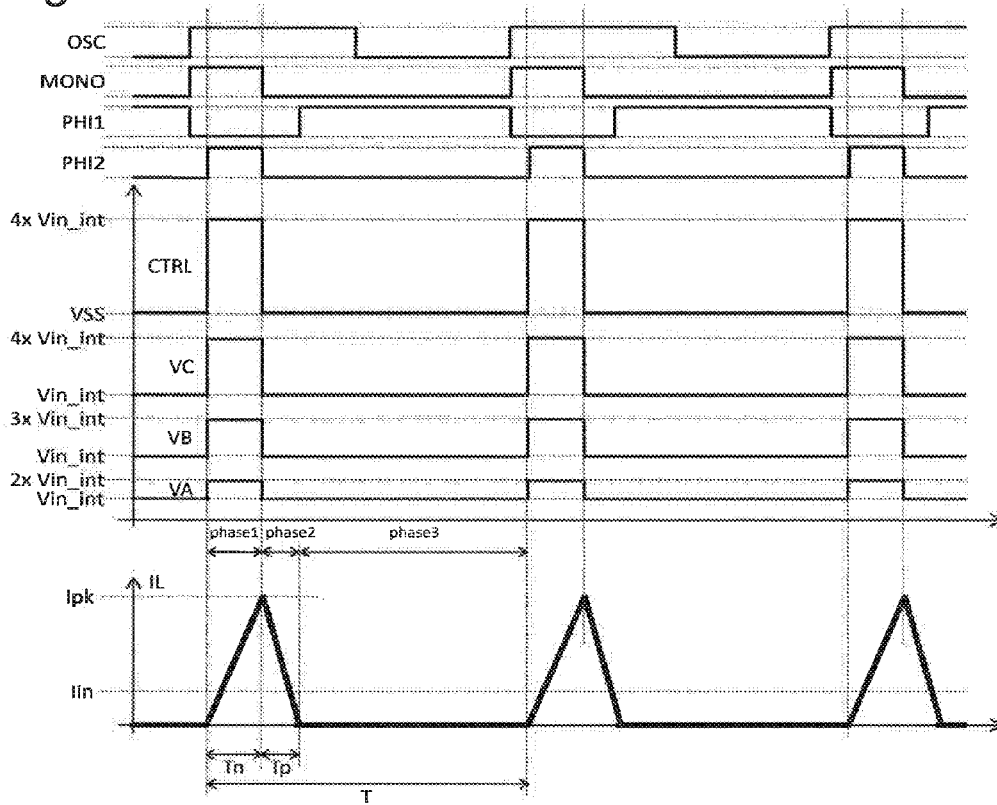 OSC
MONO
PHI1
PHI2
4x Vin_int
CTRL
VSS
4x Vin_int
VC
Vin_int
3x Vin_int
VB
Vin_int
2x Vin_int
VA
Vin_int
phase1 phase2 phase3
IL
Ipk
Iin
Tn Tp
T